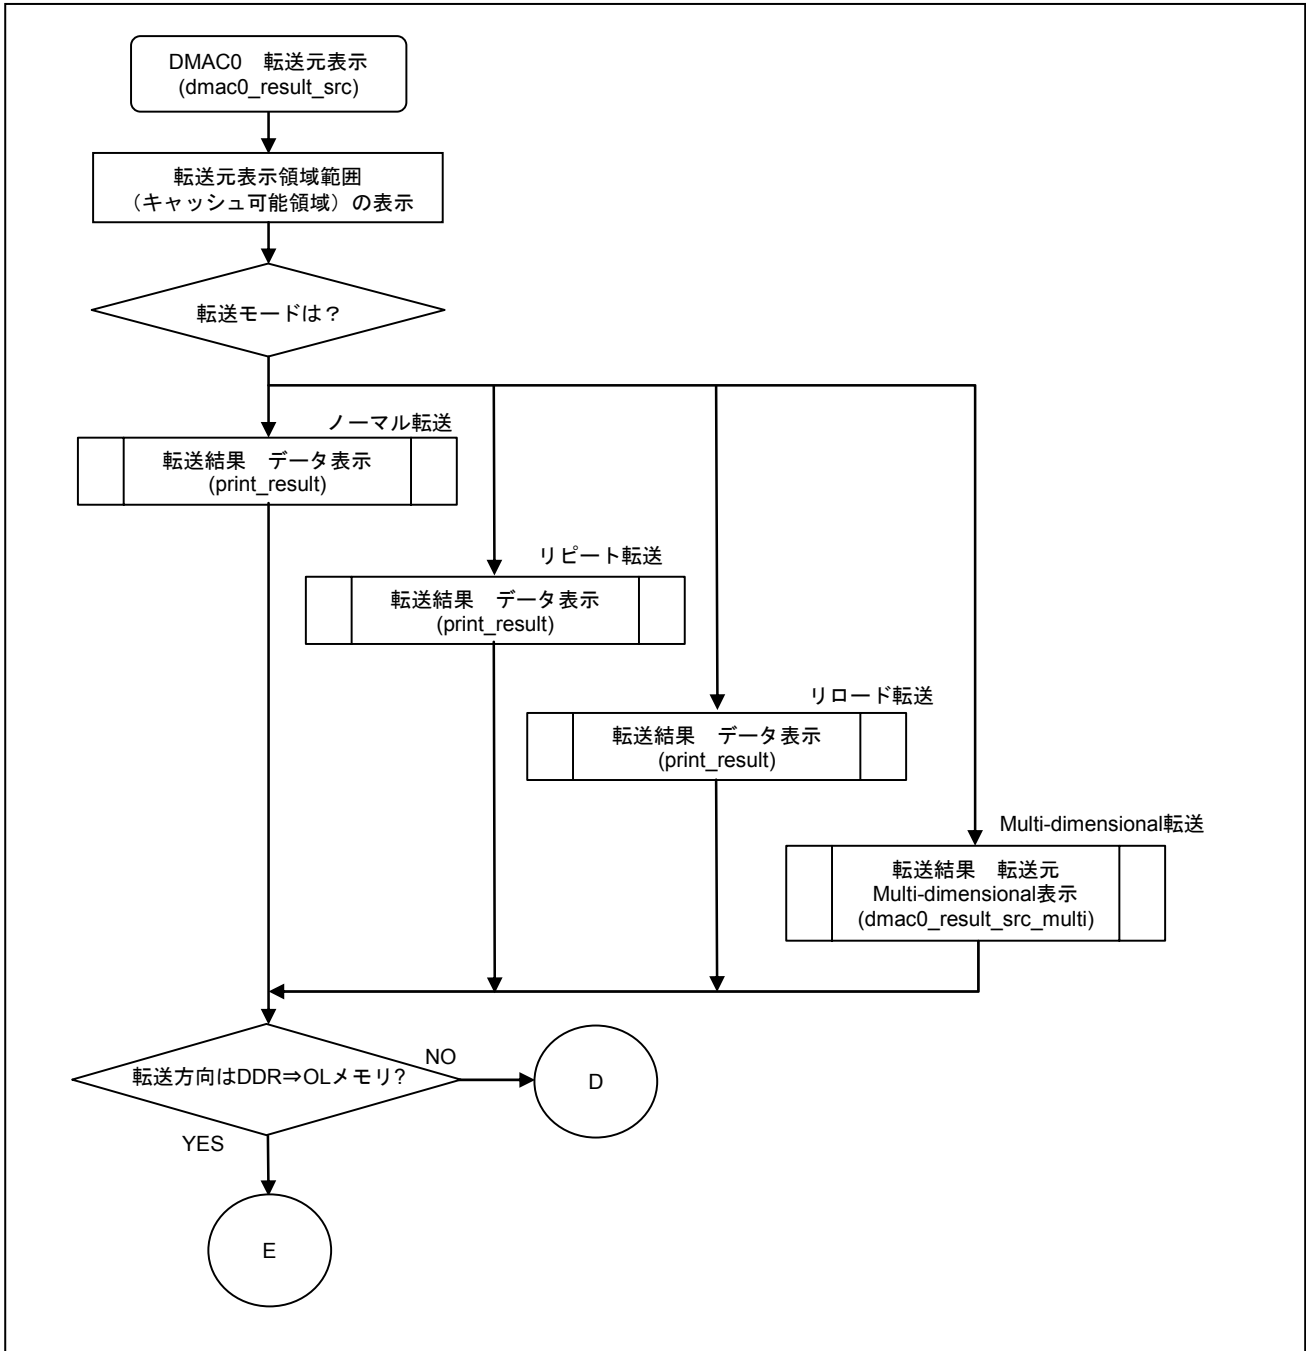 DMAC0　転送元表示
(dmac0_result_src)
転送元表示領域範囲
（キャッシュ可能領域）の表示
転送モードは？
ノーマル転送
転送結果　データ表示
(print_result)
リピート転送
転送結果　データ表示
(print_result)
リロード転送
転送結果　データ表示
(print_result)
Multi-dimensional転送
転送結果　転送元
Multi-dimensional表示
(dmac0_result_src_multi)
転送方向はDDR⇒OLメモリ?
NO
D
YES
E